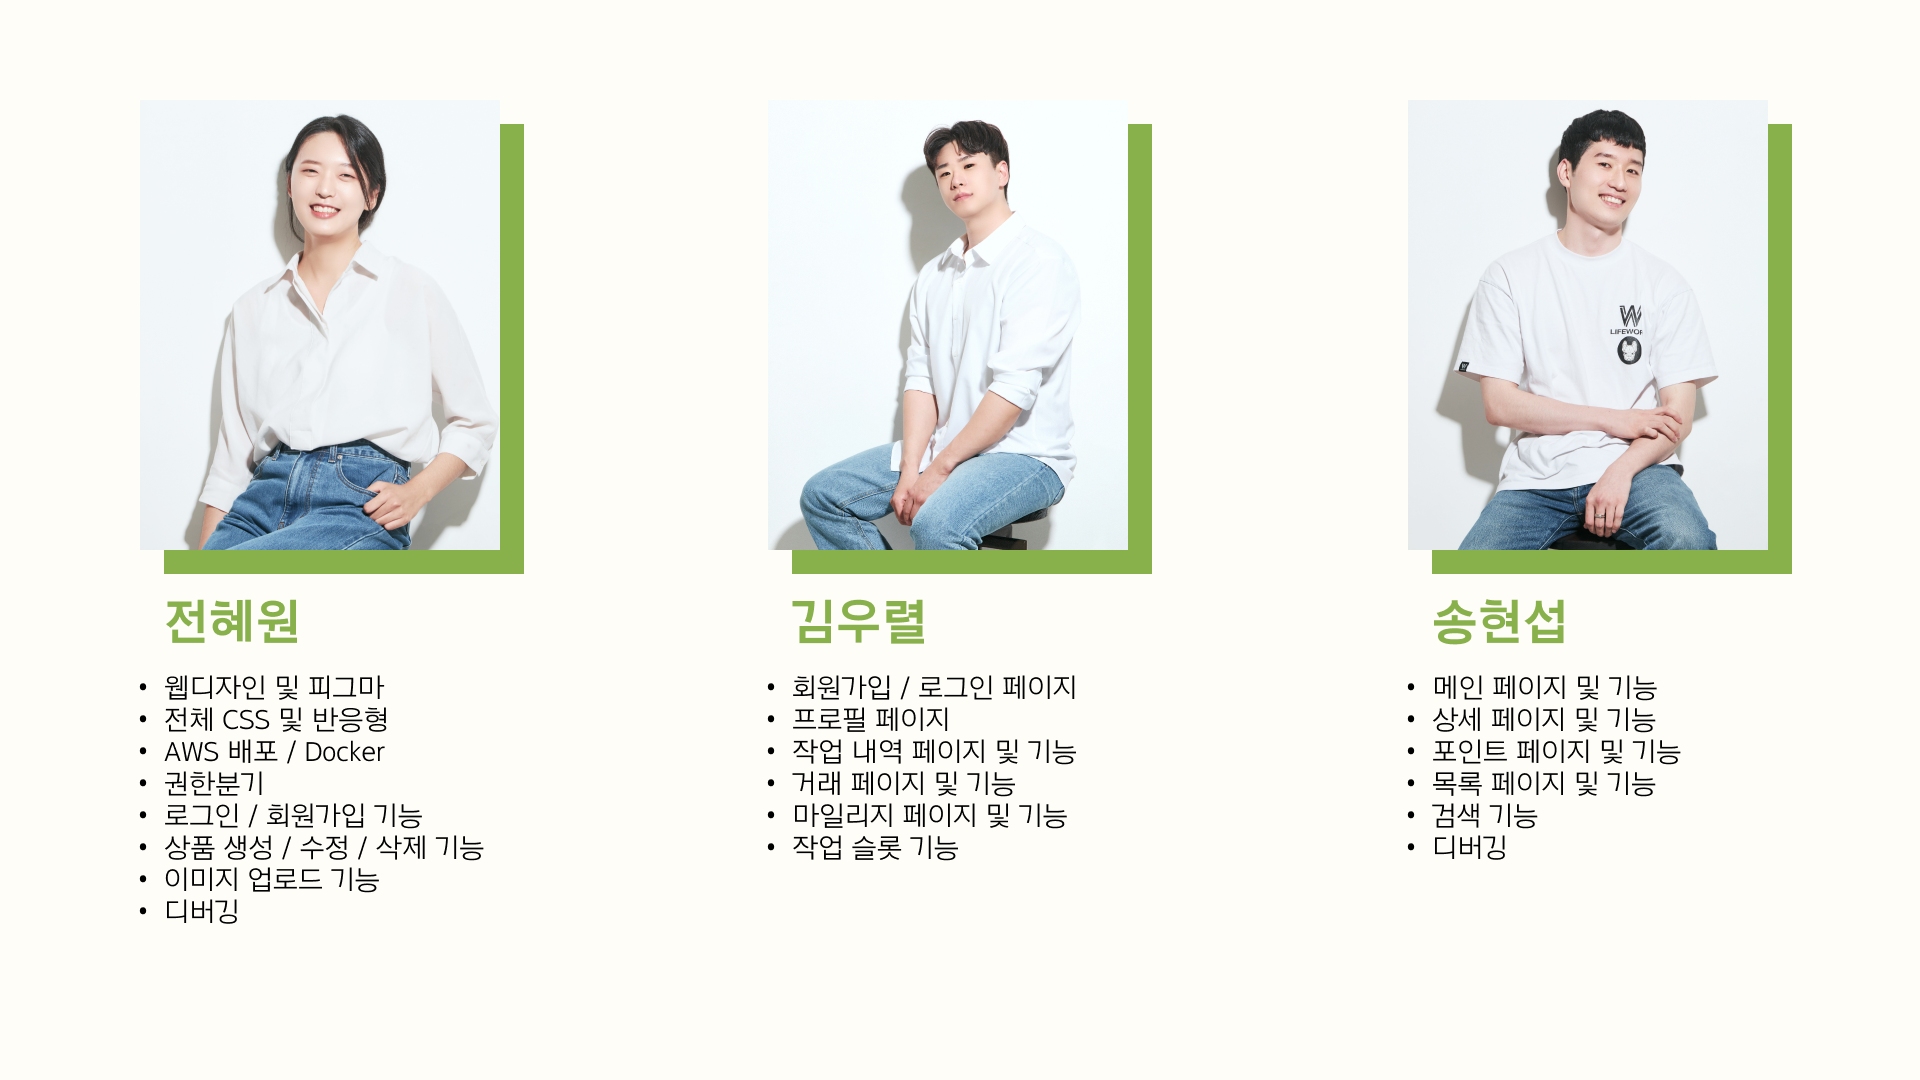 W
LIFEWOR
전혜원
• 웹디자인 및 피그마
• 전체 CSS 및 반응형
• AWS 배포 / Docker
• 권한분기
• 로그인 / 회원가입 기능
• 상품 생성 / 수정 / 삭제 기능
• 이미지 업로드 기능
• 디버깅
김우렬
• 회원가입 / 로그인 페이지
• 프로필 페이지
• 작업 내역 페이지 및 기능
• 거래 페이지 및 기능
• 마일리지 페이지 및 기능
• 작업 슬롯 기능
송현섭
• 메인 페이지 및 기능
• 상세 페이지 및 기능
• 포인트 페이지 및 기능
• 목록 페이지 및 기능
• 검색 기능
• 디버깅